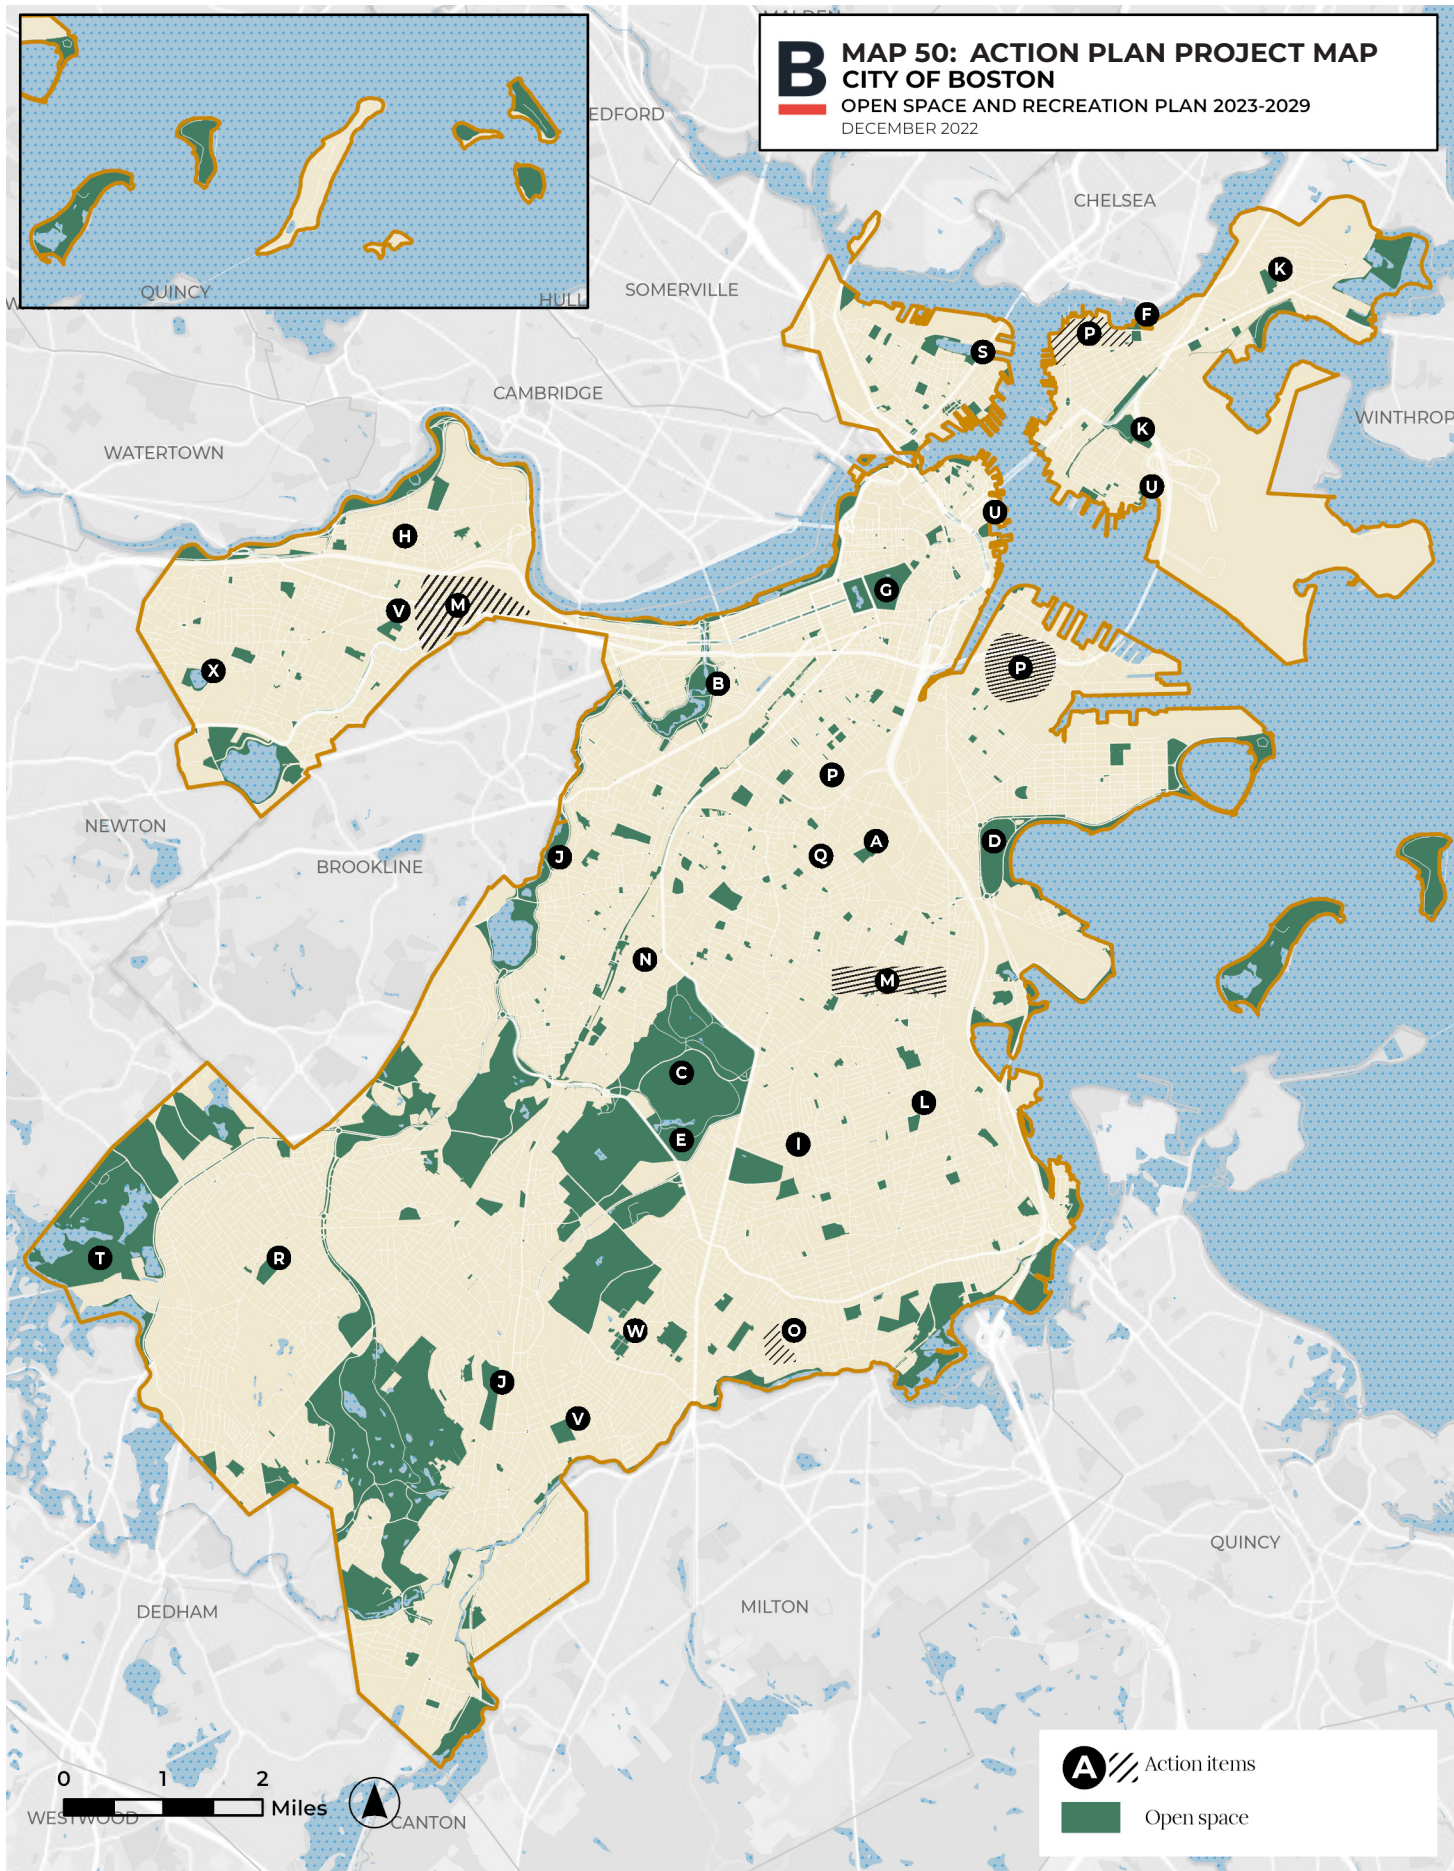 MALDEN
B
MAP 50: ACTION PLAN PROJECT MAP
CITY OF BOSTON
OPEN SPACE AND RECREATION PLAN 2023-2029
DECEMBER 2022
EDFORD
CHELSEA
K
QUINCY
SOMERVILLE
HULL
F
P
S
CAMBRIDGE
WINTHROP
K
WATERTOWN
U
U
H
G
M
V
P
X
B
P
NEWTON
A
D
Q
J
BROOKLINE
N
M
C
L
E
I
T
R
W
O
J
V
QUINCY
MILTON
DEDHAM
A
Action items
0 1 2
Miles
WESTWOOD
CANTON
Open space